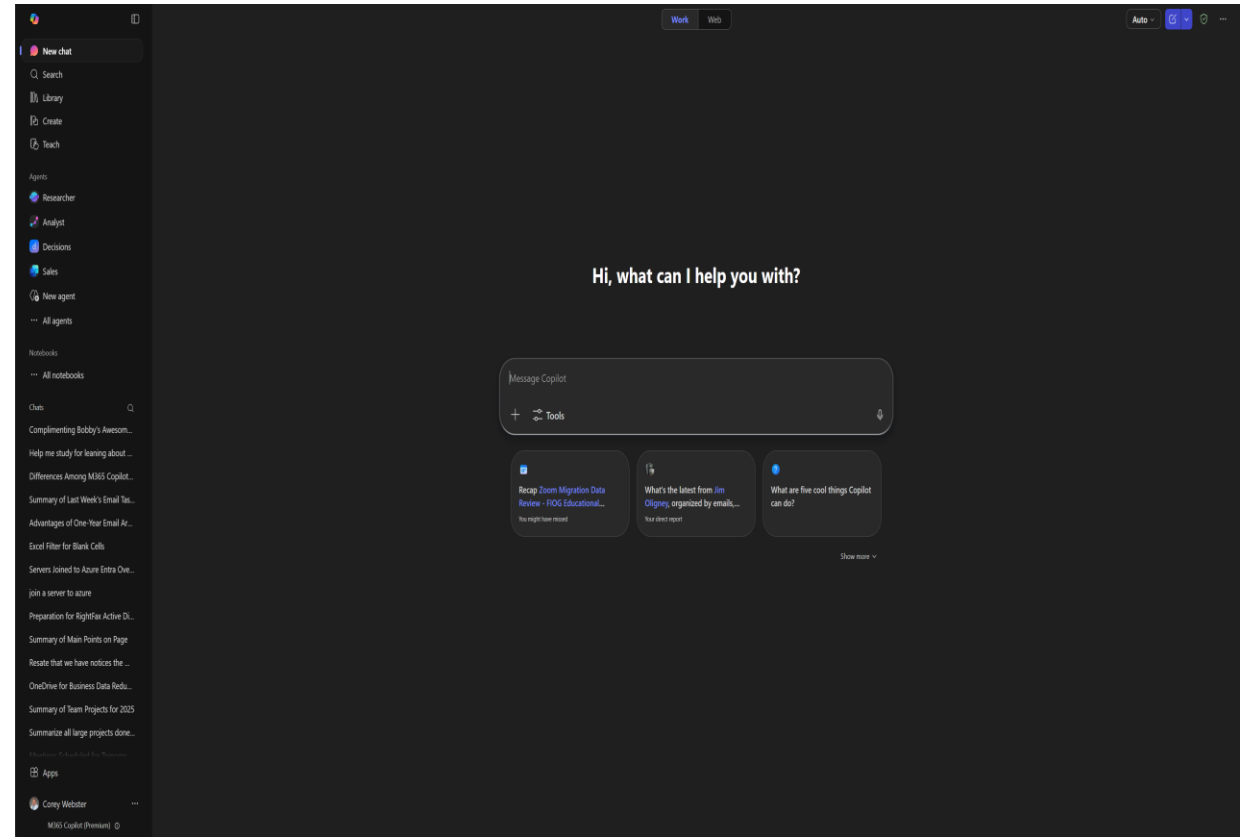 Work Web
Auto
New chat
Search
Library
Create
Teach
Agents
Researcher
Analyst
Decisions
Sales
New agent
All agents
Notebooks
All notebooks
Chats
Complimenting Bobby's Awesom...
Help me study for leaning about ...
Differences Among M365 Copilot...
Summary of Last Week's Email Tas...
Advantages of One-Year Email Ar...
Excel Filter for Blank Cells
Servers Joined to Azure Entra Ove...
join a server to azure
Preparation for RightFax Active Di...
Summary of Main Points on Page
Resate that we have notices the ...
OneDrive for Business Data Redu...
Summary of Team Projects for 2025
Summarize all large projects done...
Apps
Corey Webster
M365 Copilot (Premium)
Hi, what can I help you with?
Message Copilot
Tools
Recap Zoom Migration Data
Review - FIOG Educational...
You might have missed
What's the latest from Jim
Oligney, organized by emails,...
Your direct report
What are five cool things Copilot
can do?
Show more